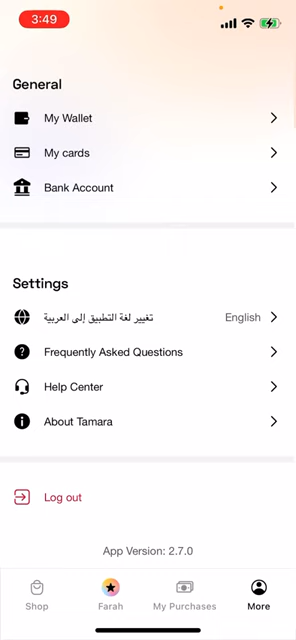 3:49
General
My Wallet
My cards
Bank Account
Settings
تغيير لغة التطبيق إلى العربية English
Frequently Asked Questions
Help Center
About Tamara
Log out
App Version: 2.7.0
Shop Farah My Purchases More